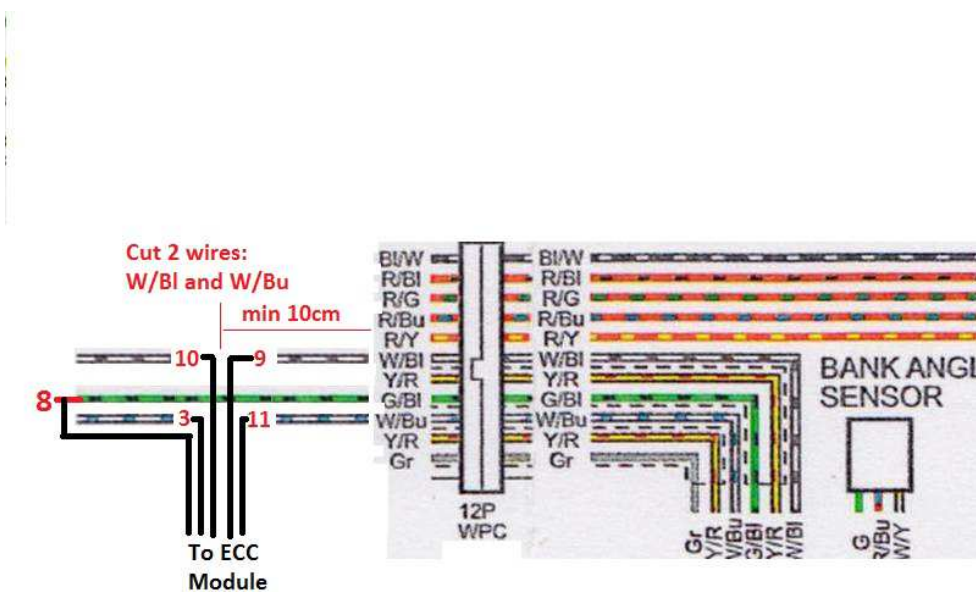 Cut 2 wires:
W/Bl and W/Bu
min 10cm
10
9
8
3
11
To ECC
Module
Bl/W
R/Bl
R/G
R/Bu
R/Y
W/Bl
Y/R
G/Bl
W/Bu
Y/R
Gr
12P
WPC
Bl/W
R/Bl
R/G
R/Bu
R/Y
W/Bl
Y/R
G/Bl
W/Bu
Y/R
Gr
Gr
Y/R
W/Bu
G/Bl
Y/R
W/Bl
BANK ANGL
SENSOR
G
R/Bu
W/Y